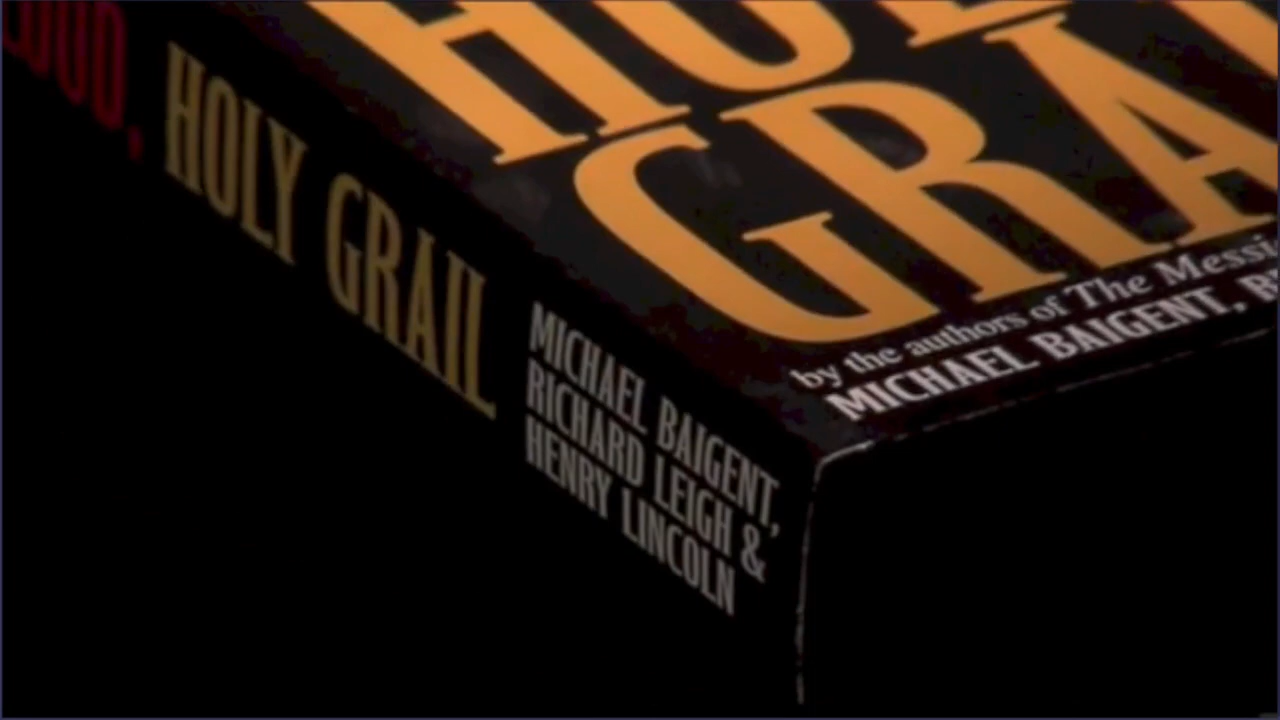 HOLY GRAIL
MICHAEL BAIGENT,
RICHARD LEIGH &
HENRY LINCOLN
GRA
by the authors of The Messi
MICHAEL BAIGENT,